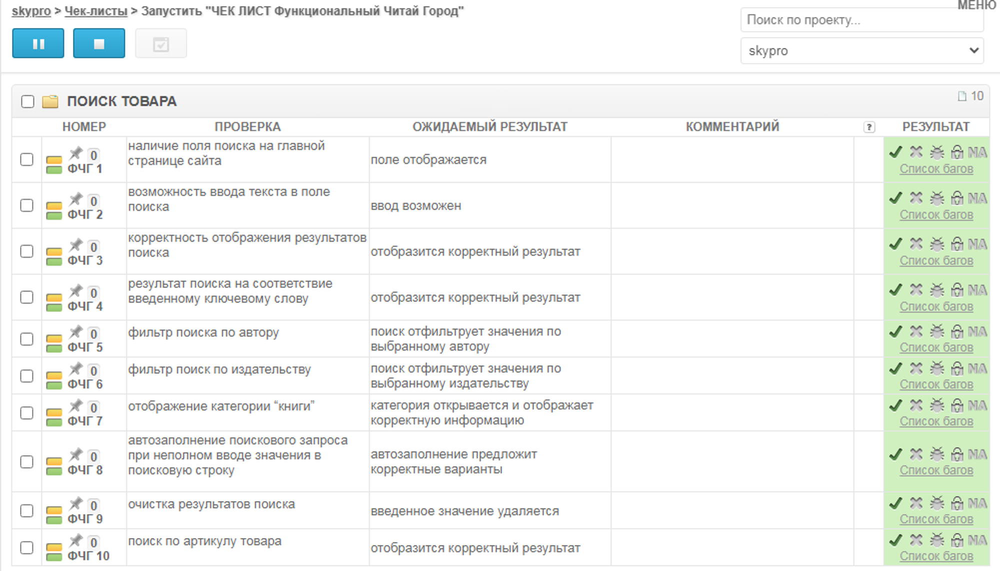 МЕНЮ
skypro > Чек-листы > Запустить "ЧЕК ЛИСТ Функциональный Читай Город"
Поиск по проекту...
skypro
ПОИСК ТОВАРА
10
НОМЕР ПРОВЕРКА ОЖИДАЕМЫЙ РЕЗУЛЬТАТ КОММЕНТАРИЙ ? РЕЗУЛЬТАТ
0
ФЧГ 1
наличие поля поиска на главной
странице сайта
поле отображается
NA
Список багов
0
ФЧГ 2
возможность ввода текста в поле
поиска
ввод возможен
NA
Список багов
0
ФЧГ 3
корректность отображения результатов
поиска
отобразится корректный результат
NA
Список багов
0
ФЧГ 4
результат поиска на соответствие
введенному ключевому слову
отобразится корректный результат
NA
Список багов
0
ФЧГ 5
фильтр поиска по автору
поиск отфильтрует значения по
выбранному автору
NA
Список багов
0
ФЧГ 6
фильтр поиск по издательству
поиск отфильтрует значения по
выбранному издательству
NA
Список багов
0
ФЧГ 7
отображение категории “книги”
категория открывается и отображает
корректную информацию
NA
Список багов
0
ФЧГ 8
автозаполнение поискового запроса
при неполном вводе значения в
поисковую строку
автозаполнение предложит
корректные варианты
NA
Список багов
0
ФЧГ 9
очистка результатов поиска
введенное значение удаляется
NA
Список багов
0
ФЧГ 10
поиск по артикулу товара
отобразится корректный результат
NA
Список багов